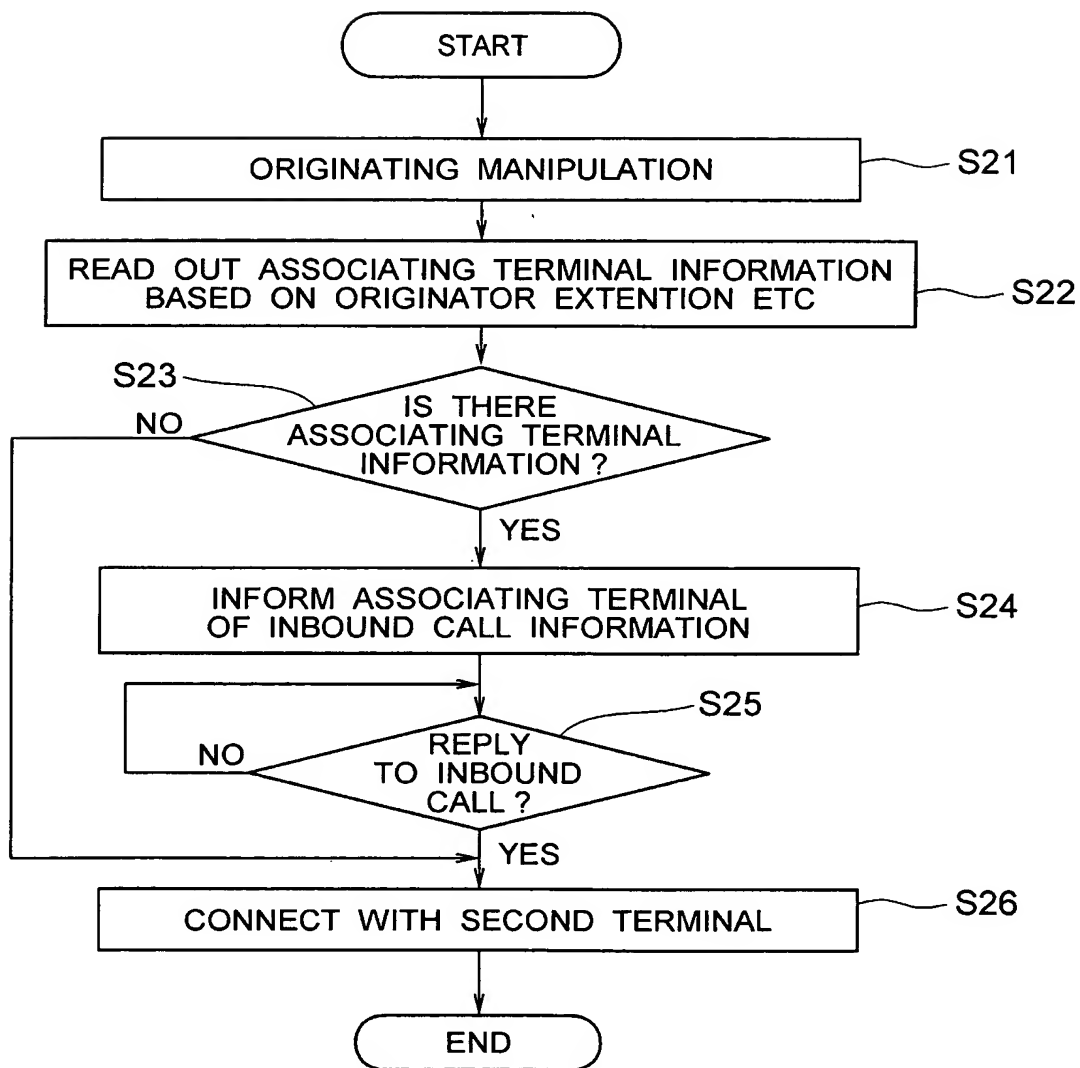 START
ORIGINATING MANIPULATION
S21
READ OUT ASSOCIATING TERMINAL INFORMATION
BASED ON ORIGINATOR EXTENTION ETC
S22
S23
IS THERE
ASSOCIATING TERMINAL
INFORMATION ?
NO
YES
INFORM ASSOCIATING TERMINAL
OF INBOUND CALL INFORMATION
S24
S25
REPLY
TO INBOUND
CALL ?
NO
YES
CONNECT WITH SECOND TERMINAL
S26
END